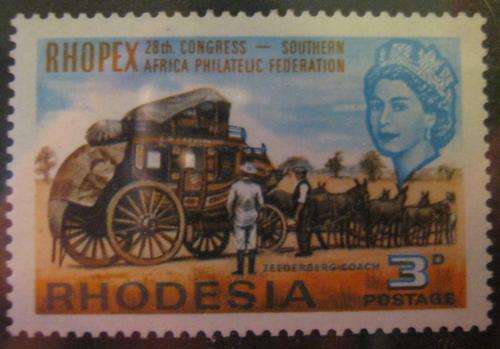 RHOPEX
28th. CONGRESS — SOUTHERN
AFRICA PHILATELIC FEDERATION
ZEEDERBERG COACH
3D
POSTAGE
RHODESIA